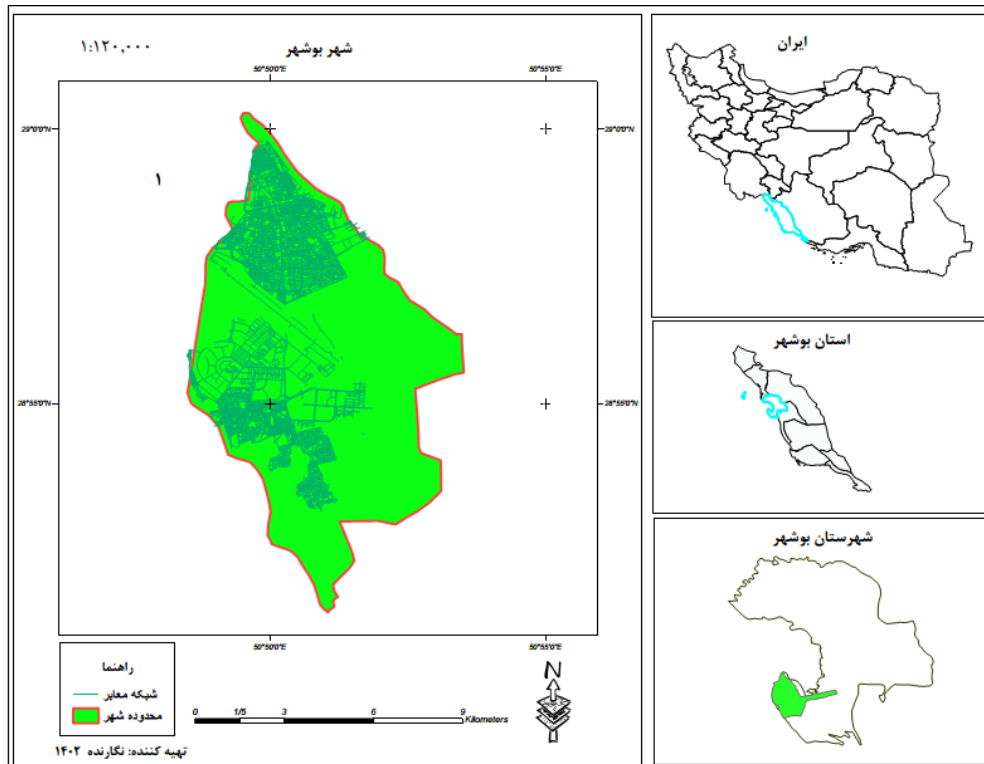 شهر بوشهر
۱:۱۲۰,۰۰۰
50°50'0"E
50°55'0"E
29°0'0"N
29°0'0"N
۱
28°55'0"N
28°55'0"N
50°50'0"E
50°55'0"E
راهنما
شبکه معابر
محدوده شهر
0
1/5
3
6
9
Kilometers
N
تهیه کننده: نگارنده ۱۴۰۲
ایران
استان بوشهر
شهرستان بوشهر